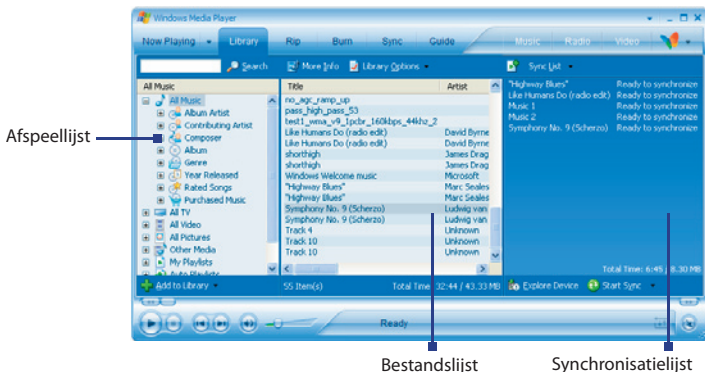 Windows Media Player
Now Playing Library Rip Burn Sync Guide Music Radio Video
Search More Info Library Options Sync List
All Music
All Music
Album Artist
Contributing Artist
Composer
Album
Genre
Year Released
Rated Songs
Purchased Music
All TV
All Video
All Pictures
Other Media
My Playlists
Auto Playlists
Title Artist
no_agc_ramp_up
pass_high_pass_53
test1_wma_v9_1pcbr_160kbps_44khz_2
Like Humans Do (radio edit) David Byrne
Like Humans Do (radio edit) David Byrne
shorthigh James Drag
shorthigh James Drag
Windows Welcome music Microsoft
"Highway Blues" Marc Seales
"Highway Blues" Marc Seales
Symphony No. 9 (Scherzo) Ludwig van
Symphony No. 9 (Scherzo) Ludwig van
Track 4 Unknown
Track 10 Unknown
Track 10 Unknown
"Highway Blues" Ready to synchronize
Like Humans Do (radio edit) Ready to synchronize
Music 1 Ready to synchronize
Music 2 Ready to synchronize
Symphony No. 9 (Scherzo) Ready to synchronize
Total Time: 6:45 / 8.30 MB
Add to Library 55 Item(s) Total Time: 32:44 / 43.33 MB Explore Device Start Sync
Ready
Afspeellijst
Bestandslijst
Synchronisatielijst